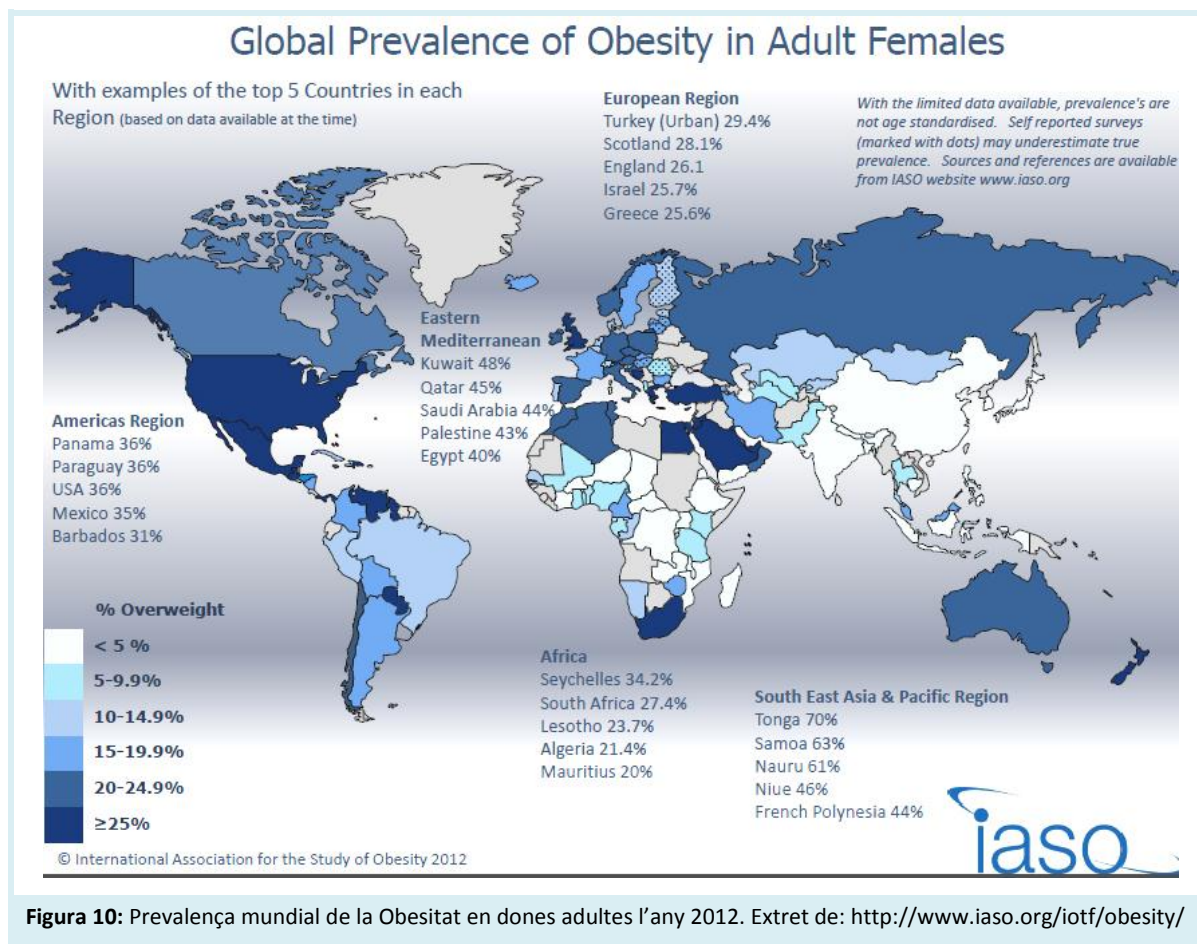 Global Prevalence of Obesity in Adult Females
With examples of the top 5 Countries in each
Region (based on data available at the time)
European Region
Turkey (Urban) 29.4%
Scotland 28.1%
England 26.1
Israel 25.7%
Greece 25.6%
With the limited data available, prevalence's are
not age standardised. Self reported surveys
(marked with dots) may underestimate true
prevalence. Sources and references are available
from IASO website www.iaso.org
Eastern
Mediterranean
Kuwait 48%
Qatar 45%
Saudi Arabia 44%
Palestine 43%
Egypt 40%
Americas Region
Panama 36%
Paraguay 36%
USA 36%
Mexico 35%
Barbados 31%
% Overweight
< 5 %
5-9.9%
10-14.9%
15-19.9%
20-24.9%
≥25%
Africa
Seychelles 34.2%
South Africa 27.4%
Lesotho 23.7%
Algeria 21.4%
Mauritius 20%
South East Asia & Pacific Region
Tonga 70%
Samoa 63%
Nauru 61%
Niue 46%
French Polynesia 44%
iaso
© International Association for the Study of Obesity 2012
Figura 10: Prevalença mundial de la Obesitat en dones adultes l'any 2012. Extret de: http://www.iaso.org/iotf/obesity/